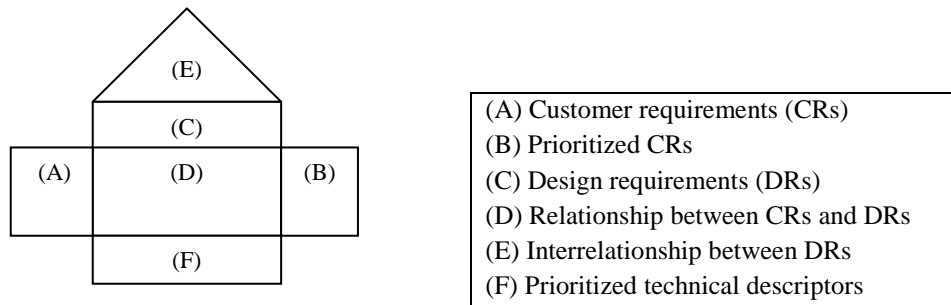 (E)
(C)
(A) (D) (B)
(F)
(A) Customer requirements (CRs)
(B) Prioritized CRs
(C) Design requirements (DRs)
(D) Relationship between CRs and DRs
(E) Interrelationship between DRs
(F) Prioritized technical descriptors